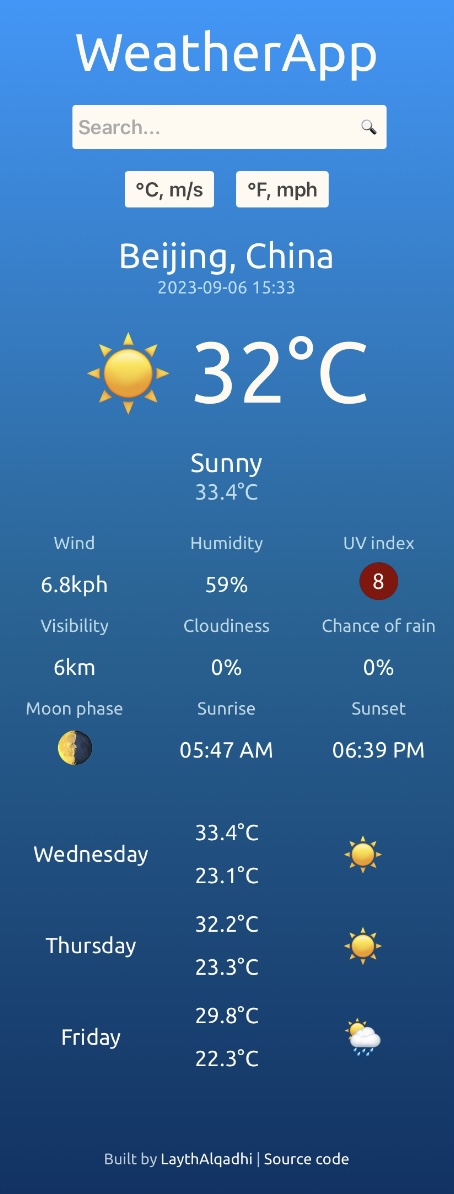 WeatherApp
Search...
°C, m/s °F, mph
Beijing, China
2023-09-06 15:33
32°C
Sunny
33.4°C
Wind Humidity UV index
6.8kph 59% 8
Visibility Cloudiness Chance of rain
6km 0% 0%
Moon phase Sunrise Sunset
05:47 AM 06:39 PM
33.4°C
Wednesday
23.1°C
32.2°C
Thursday
23.3°C
29.8°C
Friday
22.3°C
Built by LaythAlqadhi | Source code